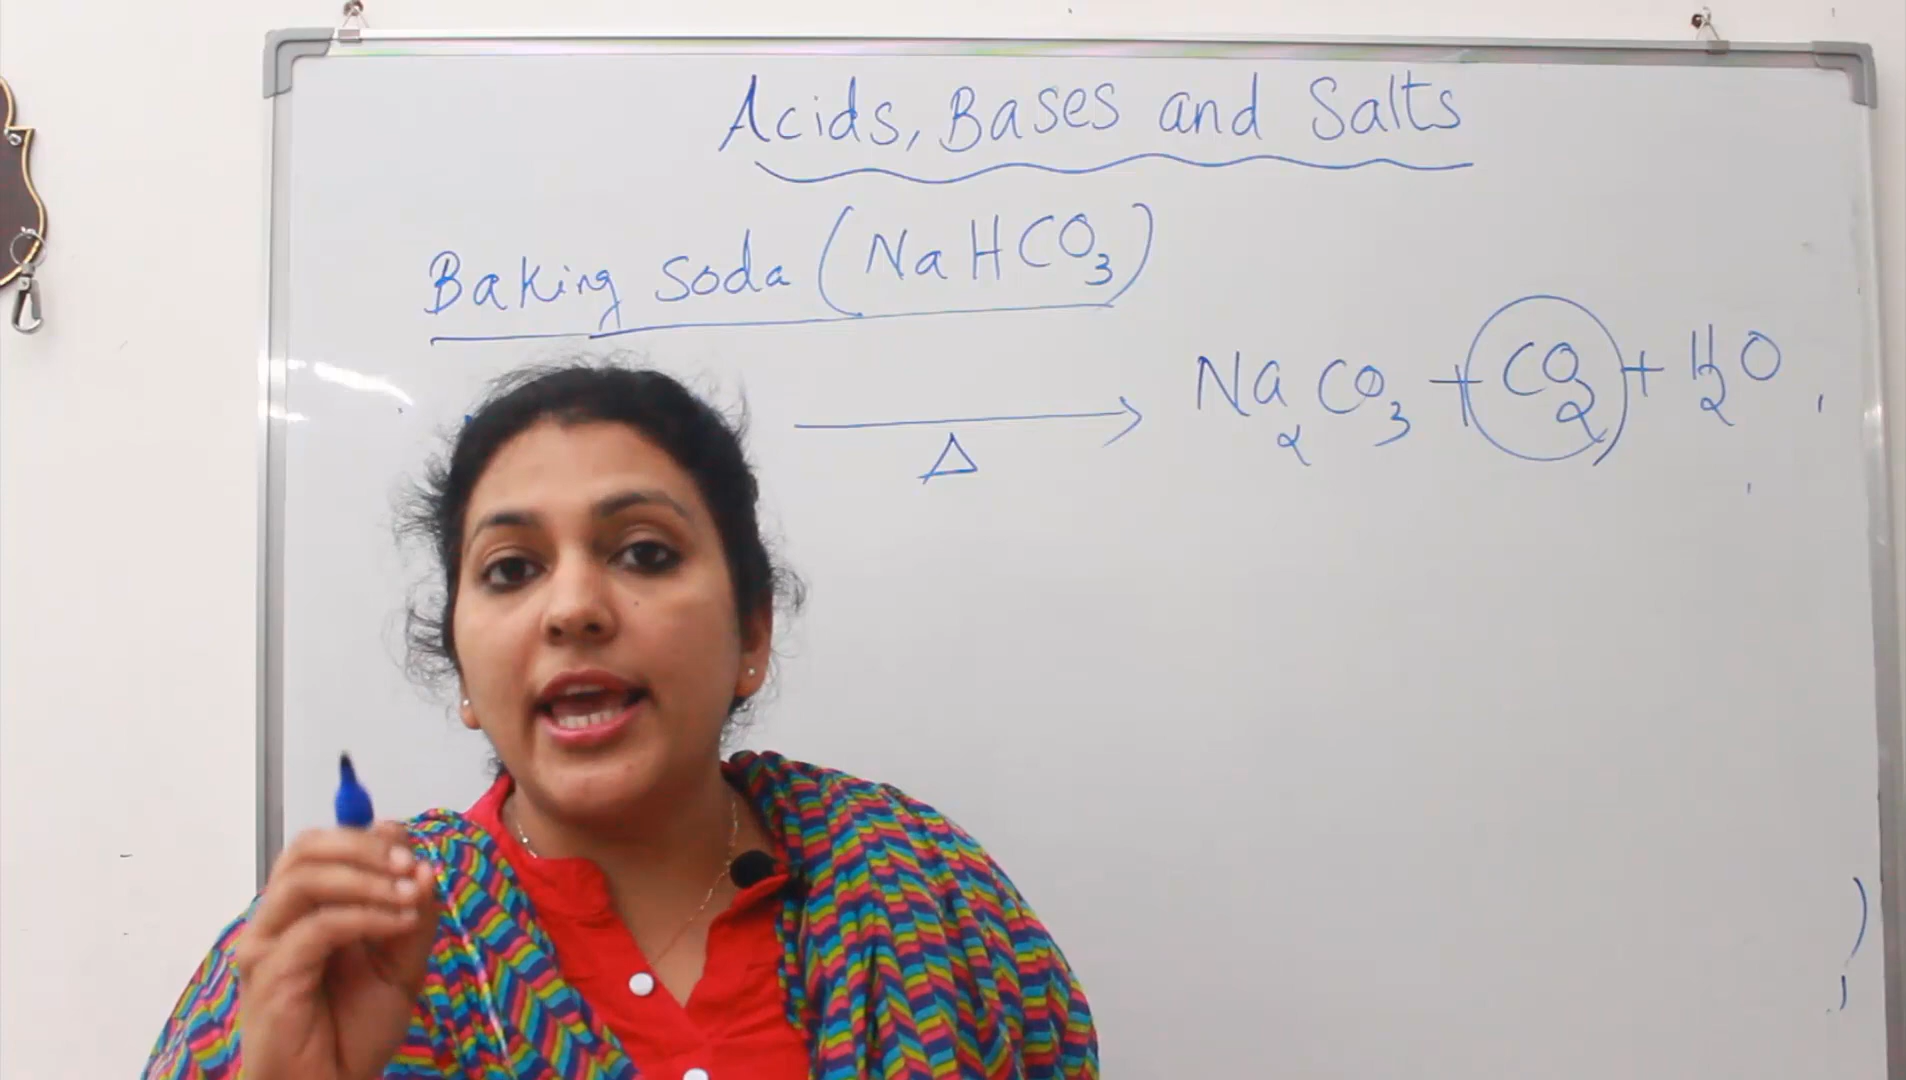 Acids, Bases and Salts
Baking Soda (NaHCO₃)
→ Δ Na₂CO₃ + CO₂ + H₂O